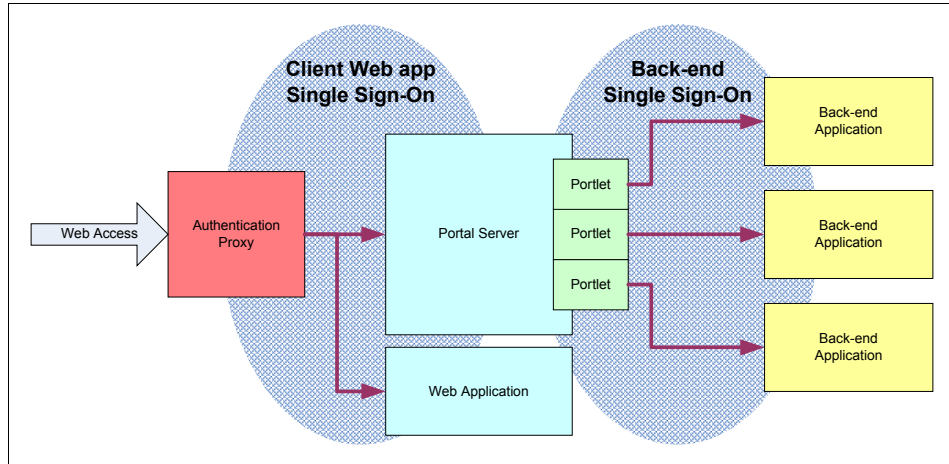 Client Web app
Single Sign-On
Back-end
Single Sign-On
Web Access
Authentication
Proxy
Portal Server
Portlet
Portlet
Portlet
Web Application
Back-end
Application
Back-end
Application
Back-end
Application